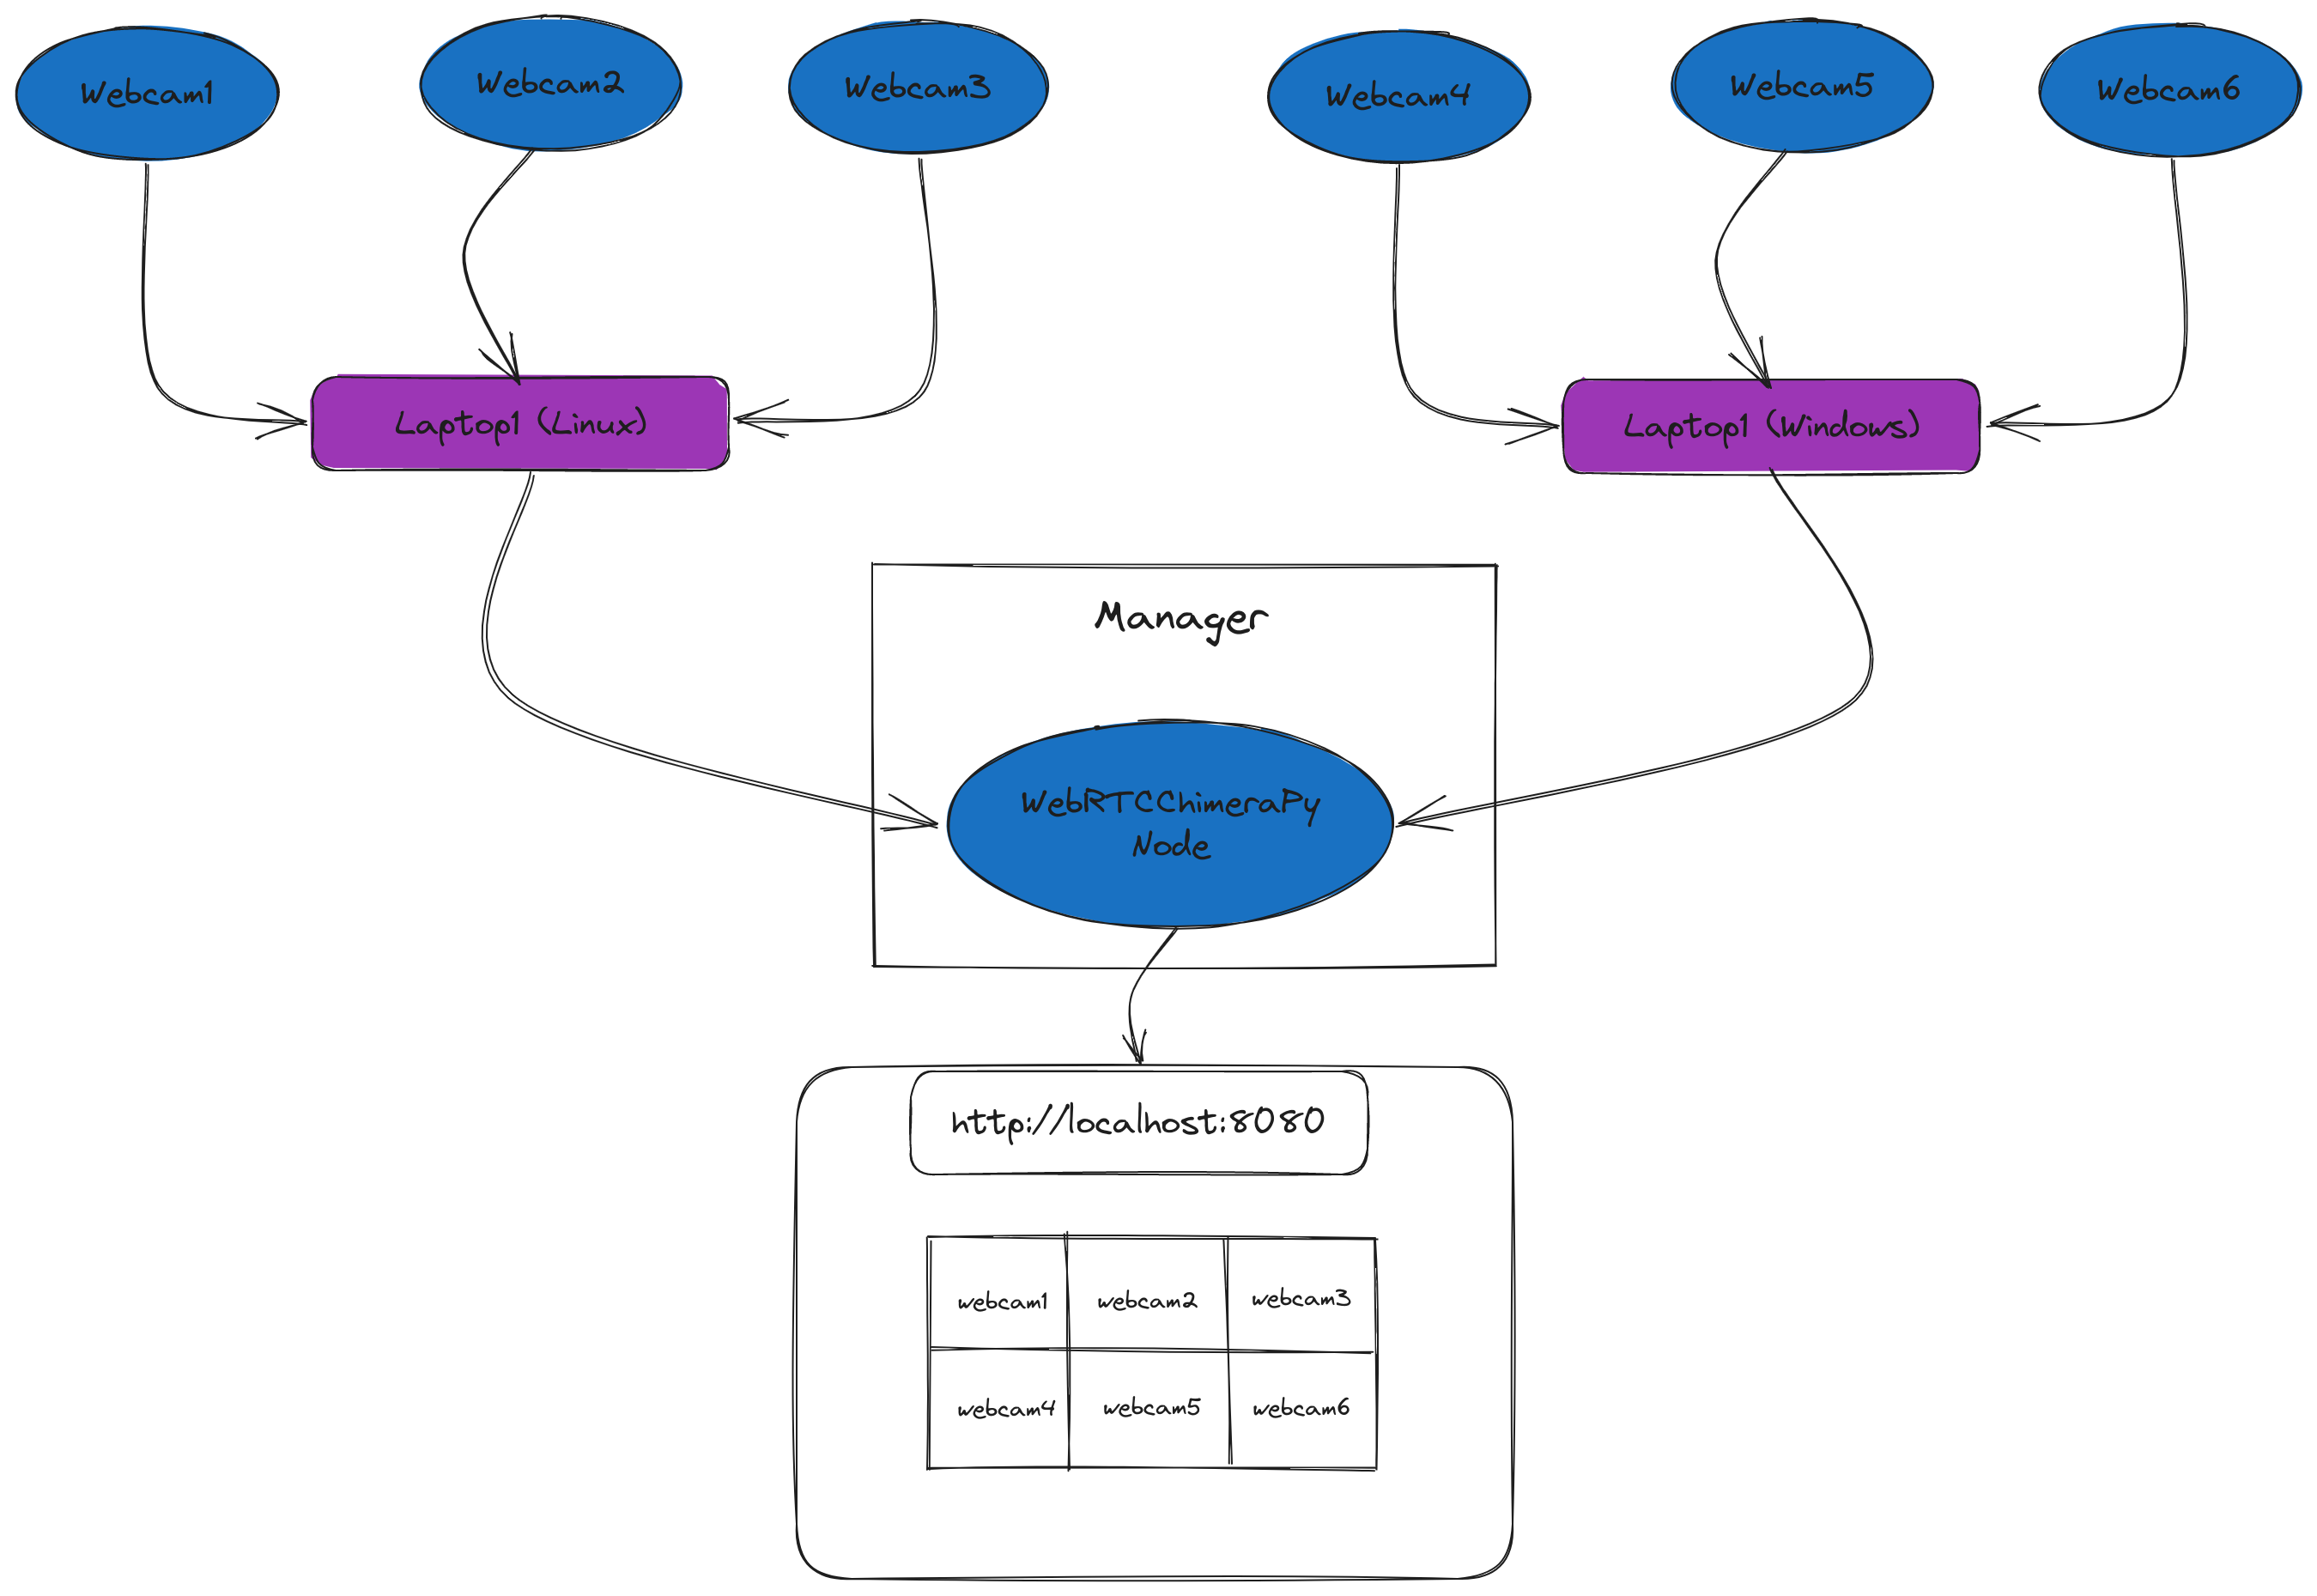 Webcam1
Webcam2
Webcam3
Webcam4
Webcam5
Webcam6
Laptop1 (Linux)
Laptop1 (Windows)
Manager
WebRTCChimeraPy
Node
http://localhost:8080
webcam1
webcam2
webcam3
webcam4
webcam5
webcam6